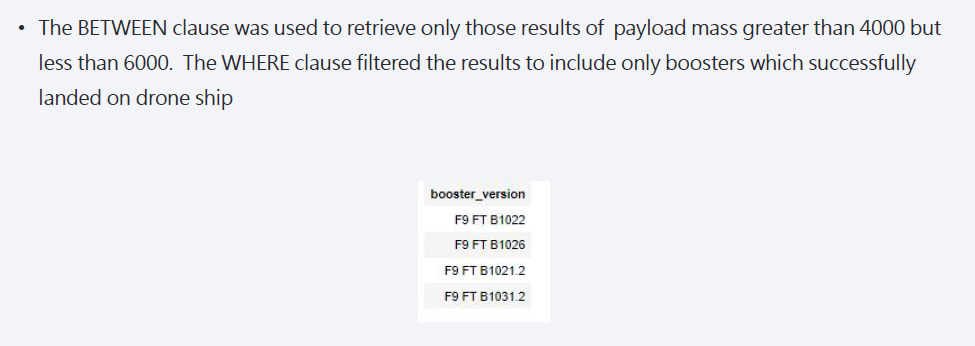 • The BETWEEN clause was used to retrieve only those results of payload mass greater than 4000 but
less than 6000. The WHERE clause filtered the results to include only boosters which successfully
landed on drone ship
booster_version
F9 FT B1022
F9 FT B1026
F9 FT B1021.2
F9 FT B1031.2